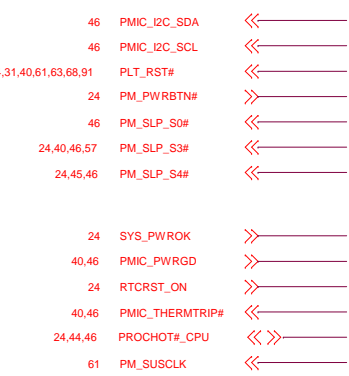 46 PMIC_I2C_SDA
46 PMIC_I2C_SCL
,31,40,61,63,68,91 PLT_RST#
24 PM_PWRBTN#
46 PM_SLP_S0#
24,40,46,57 PM_SLP_S3#
24,45,46 PM_SLP_S4#
24 SYS_PWROK
40,46 PMIC_PWRGD
24 RTCRST_ON
40,46 PMIC_THERMTRIP#
24,44,46 PROCHOT#_CPU
61 PM_SUSCLK